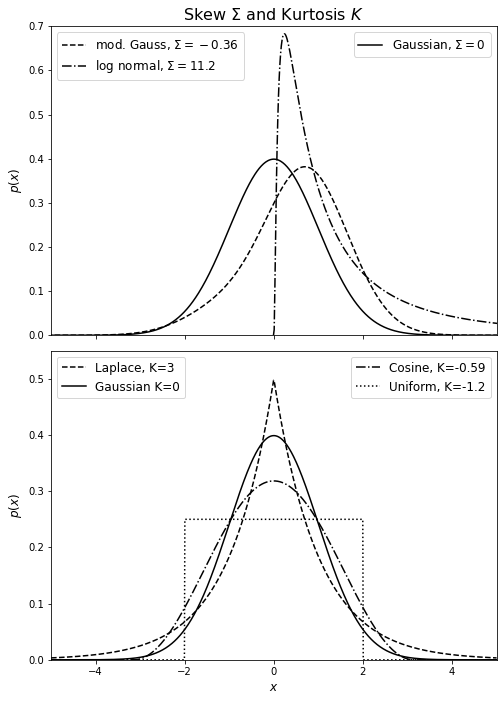 Skew Σ and Kurtosis K
0.7
0.6
0.5
0.4
0.3
0.2
0.1
0.0
p(x)
mod. Gauss, Σ = −0.36
log normal, Σ = 11.2
Gaussian, Σ = 0
0.5
0.4
0.3
0.2
0.1
0.0
p(x)
Laplace, K=3
Gaussian K=0
Cosine, K=-0.59
Uniform, K=-1.2
−4 −2 0 2 4
x